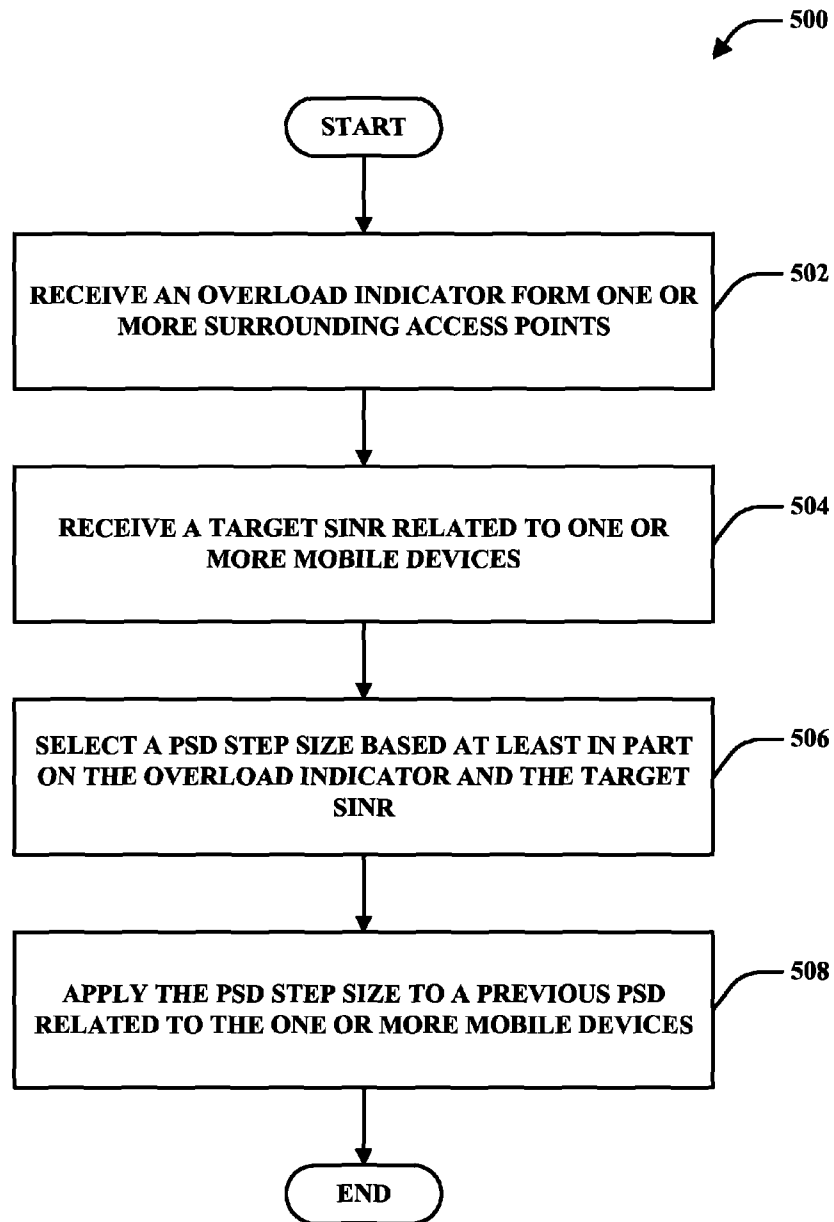 500
START
RECEIVE AN OVERLOAD INDICATOR FORM ONE OR
MORE SURROUNDING ACCESS POINTS
502
RECEIVE A TARGET SINR RELATED TO ONE OR
MORE MOBILE DEVICES
504
SELECT A PSD STEP SIZE BASED AT LEAST IN PART
ON THE OVERLOAD INDICATOR AND THE TARGET
SINR
506
APPLY THE PSD STEP SIZE TO A PREVIOUS PSD
RELATED TO THE ONE OR MORE MOBILE DEVICES
508
END